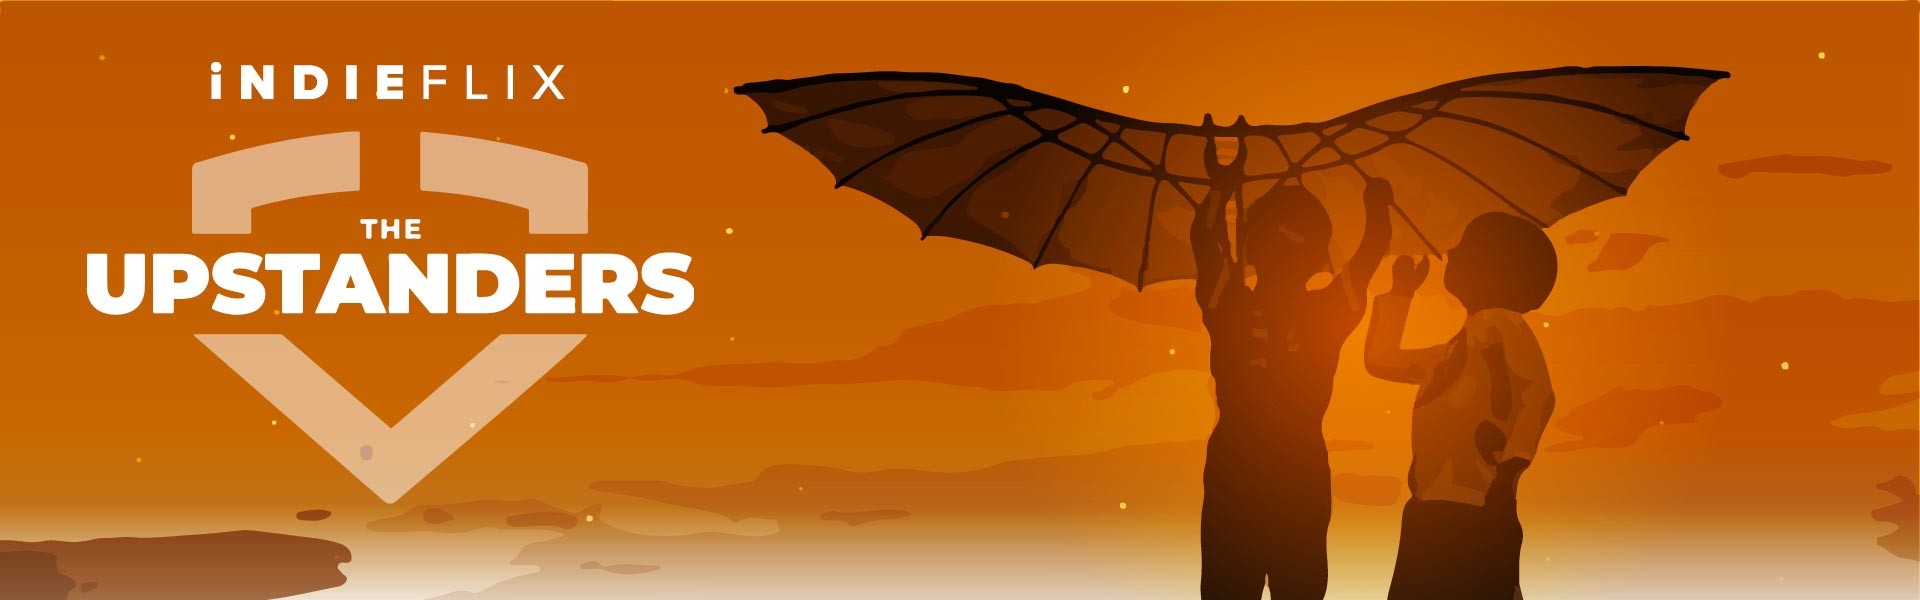 iNDIEFLIX
THE
UPSTANDERS